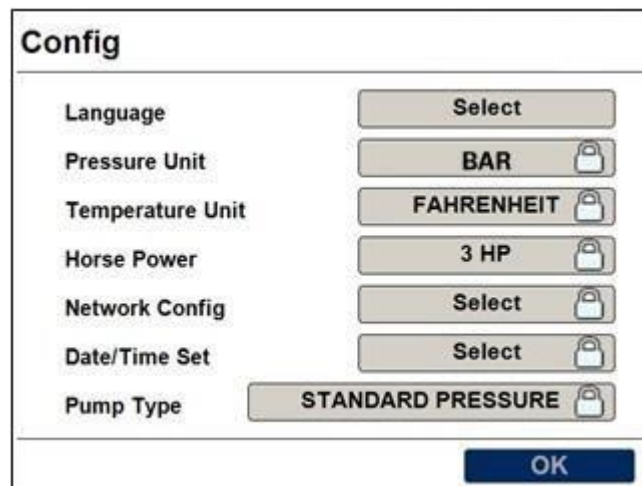 Config
Language Select
Pressure Unit BAR
Temperature Unit FAHRENHEIT
Horse Power 3 HP
Network Config Select
Date/Time Set Select
Pump Type STANDARD PRESSURE
OK